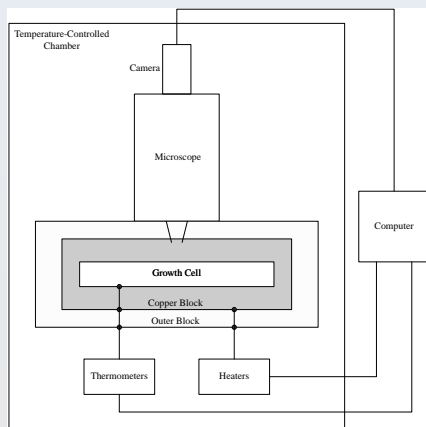 Temperature-Controlled
Chamber
Camera
Microscope
Computer
Growth Cell
Copper Block
Outer Block
Thermometers
Heaters